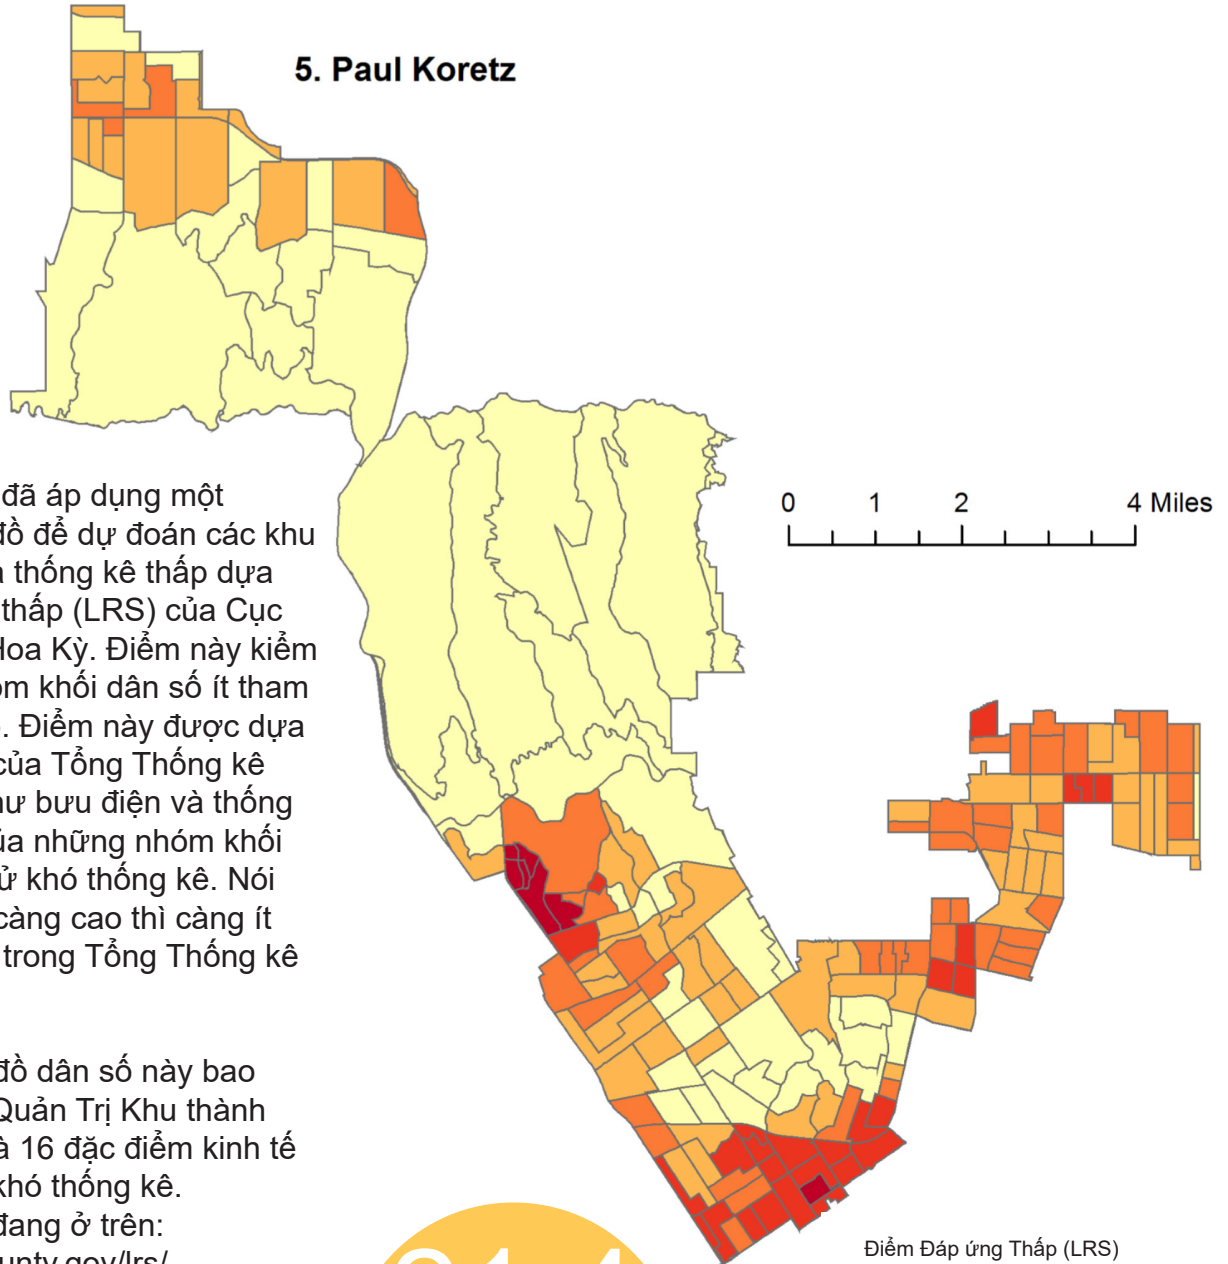 5. Paul Koretz
0 1 2 4 Miles
đã áp dụng một
đồ để dự đoán các khu
thống kê thấp dựa
thấp (LRS) của Cục
Hoa Kỳ. Điểm này kiểm
khối dân số ít tham
Điểm này được dựa
của Tổng Thống kê
như bưu điện và thống
của những nhóm khối
khó thống kê. Nói
càng cao thì càng ít
trong Tổng Thống kê
đồ dân số này bao
Quản Trị Khu thành
16 đặc điểm kinh tế
khó thống kê.
đang ở trên:
Điểm Đáp ứng Thấp (LRS)